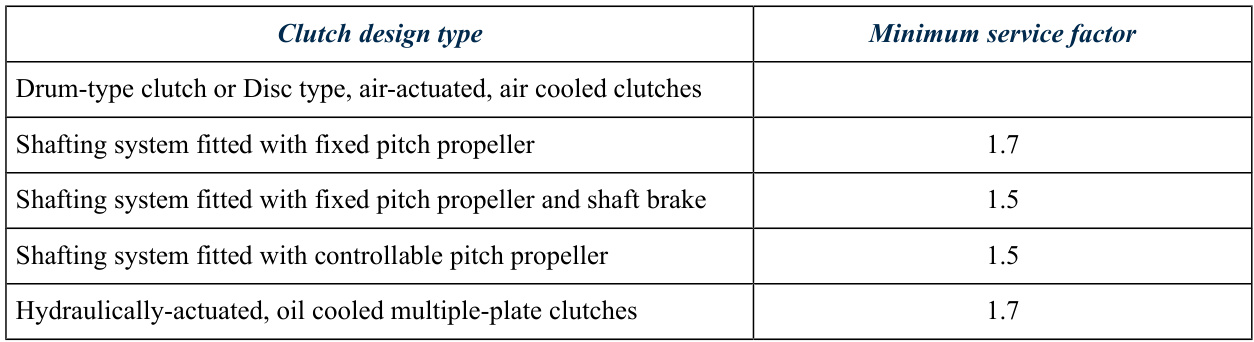 Clutch design type Minimum service factor
Drum-type clutch or Disc type, air-actuated, air cooled clutches
Shafting system fitted with fixed pitch propeller 1.7
Shafting system fitted with fixed pitch propeller and shaft brake 1.5
Shafting system fitted with controllable pitch propeller 1.5
Hydraulically-actuated, oil cooled multiple-plate clutches 1.7